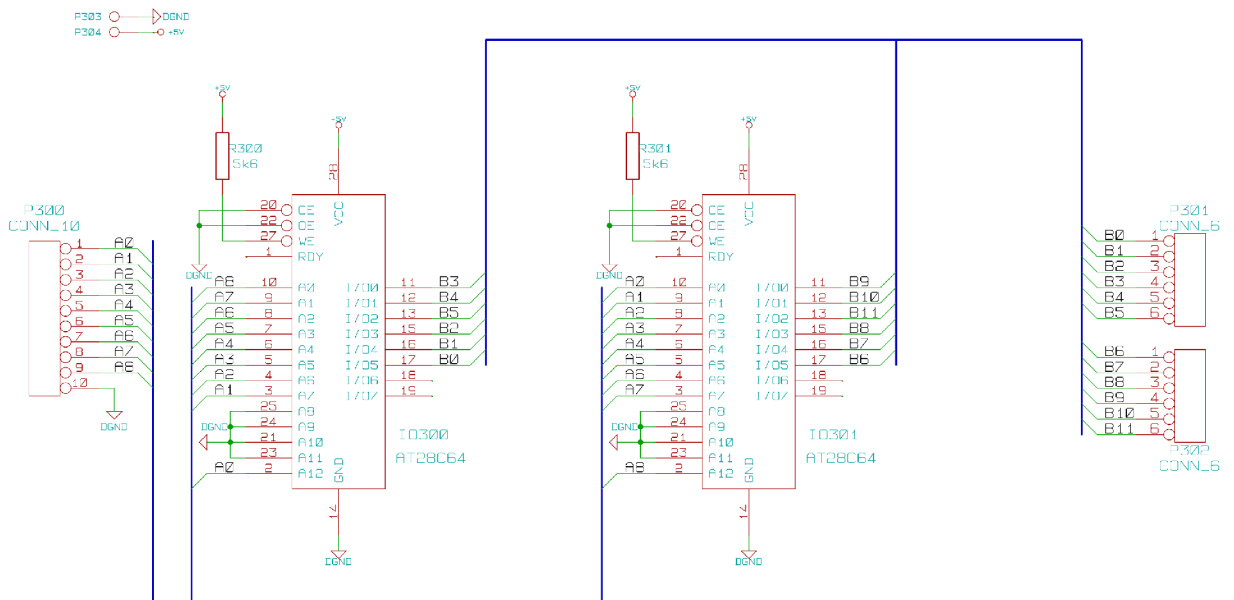 P303 DGND
P304 +5V
+5V +5V
+5V +5V
R300 R301
5k6 5k6
28 28
VCC VCC
P300
CONN_10
1 A0
2 A1
3 A2
4 A3
5 A4
6 A5
7 A6
8 A7
9 A8
10
DGND
20 CE
22 OE
27 WE
1 RDY
DGND
A8 10 A0 I/O0 11 B3
A7 9 A1 I/O1 12 B4
A6 8 A2 I/O2 13 B5
A5 7 A3 I/O3 15 B2
A4 6 A4 I/O4 16 B1
A3 5 A5 I/O5 17 B0
A2 4 A6 I/O6 18
A1 3 A7 I/O7 19
25 A8
DGND 24 A9
21 A10
23 A11
A0 2 A12
IO300
AT28C64
GND
14
DGND
20 CE
22 OE
27 WE
1 RDY
DGND
A0 10 A0 I/O0 11 B9
A1 9 A1 I/O1 12 B10
A2 8 A2 I/O2 13 B11
A3 7 A3 I/O3 15 B8
A4 6 A4 I/O4 16 B7
A5 5 A5 I/O5 17 B6
A6 4 A6 I/O6 18
A7 3 A7 I/O7 19
25 A8
DGND 24 A9
21 A10
23 A11
A8 2 A12
IO301
AT28C64
GND
14
DGND
P301
CONN_6
B0 1
B1 2
B2 3
B3 4
B4 5
B5 6
B6 1
B7 2
B8 3
B9 4
B10 5
B11 6
P302
CONN_6